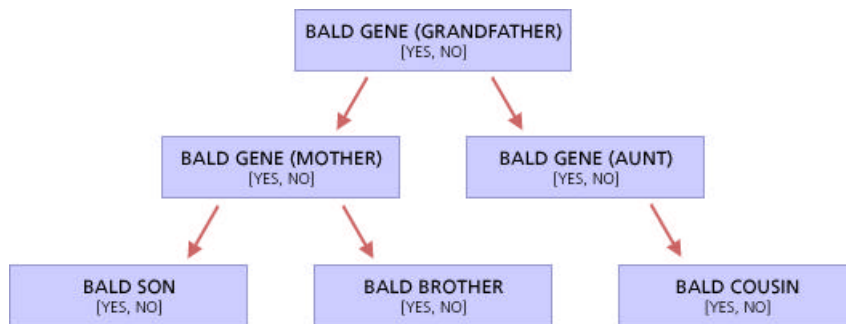 BALD GENE (GRANDFATHER)
[YES, NO]
BALD GENE (MOTHER)
[YES, NO]
BALD GENE (AUNT)
[YES, NO]
BALD SON
[YES, NO]
BALD BROTHER
[YES, NO]
BALD COUSIN
[YES, NO]